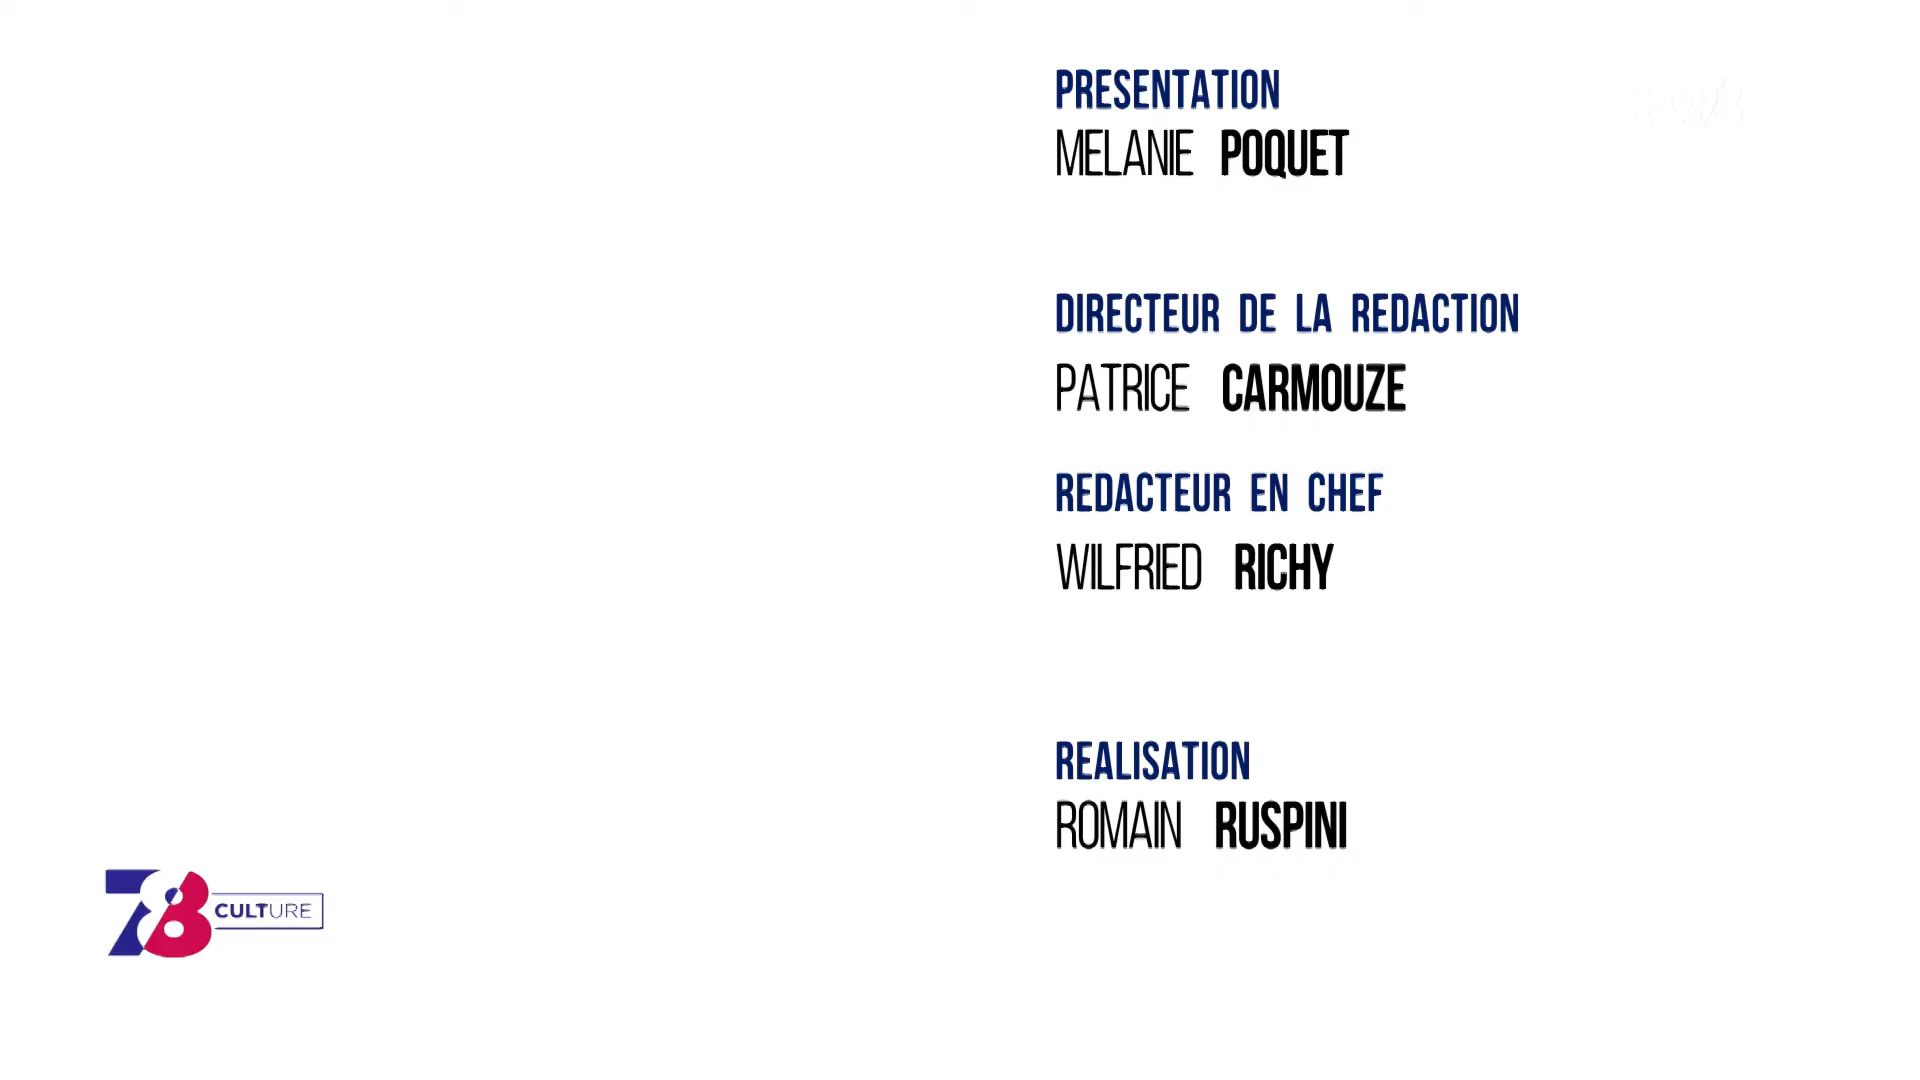 PRESENTATION
MELANIE POQUET
DIRECTEUR DE LA REDACTION
PATRICE CARMOUZE
REDACTEUR EN CHEF
WILFRIED RICHY
REALISATION
ROMAIN RUSPINI
78 CULTURE